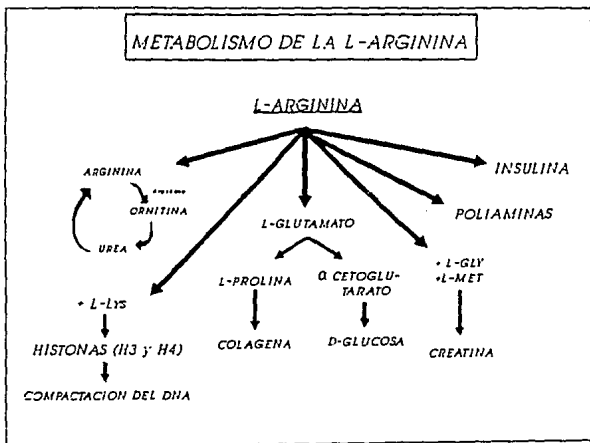 METABOLISMO DE LA L-ARGININA
L-ARGININA
ARGININA
ORNITINA
UREA
INSULINA
POLIAMINAS
L-GLUTAMATO
+ L-GLY
+L-MET
L-PROLINA
α CETOGLU-
TARATO
+ L-LYS
HISTONAS (H3 y H4)
COLAGENA
D-GLUCOSA
CREATINA
COMPACTACION DEL DNA